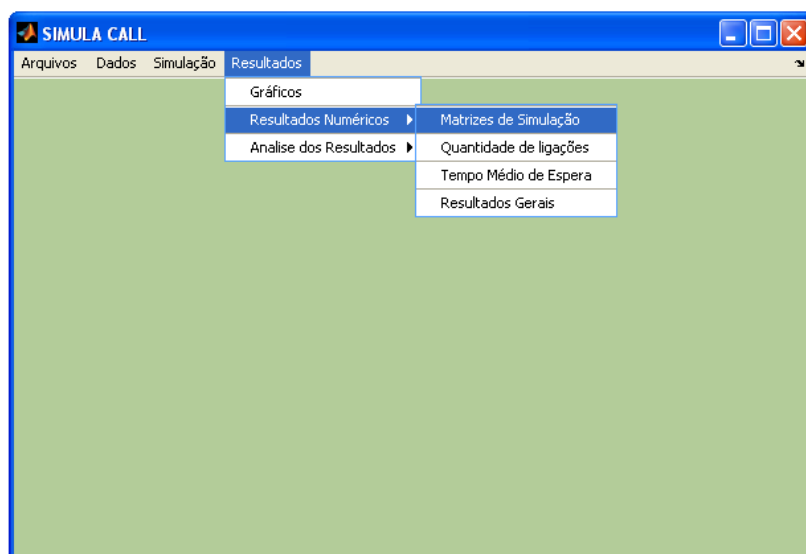 SIMULA CALL
Arquivos Dados Simulação Resultados
Gráficos
Resultados Numéricos
Analise dos Resultados
Matrizes de Simulação
Quantidade de ligações
Tempo Médio de Espera
Resultados Gerais